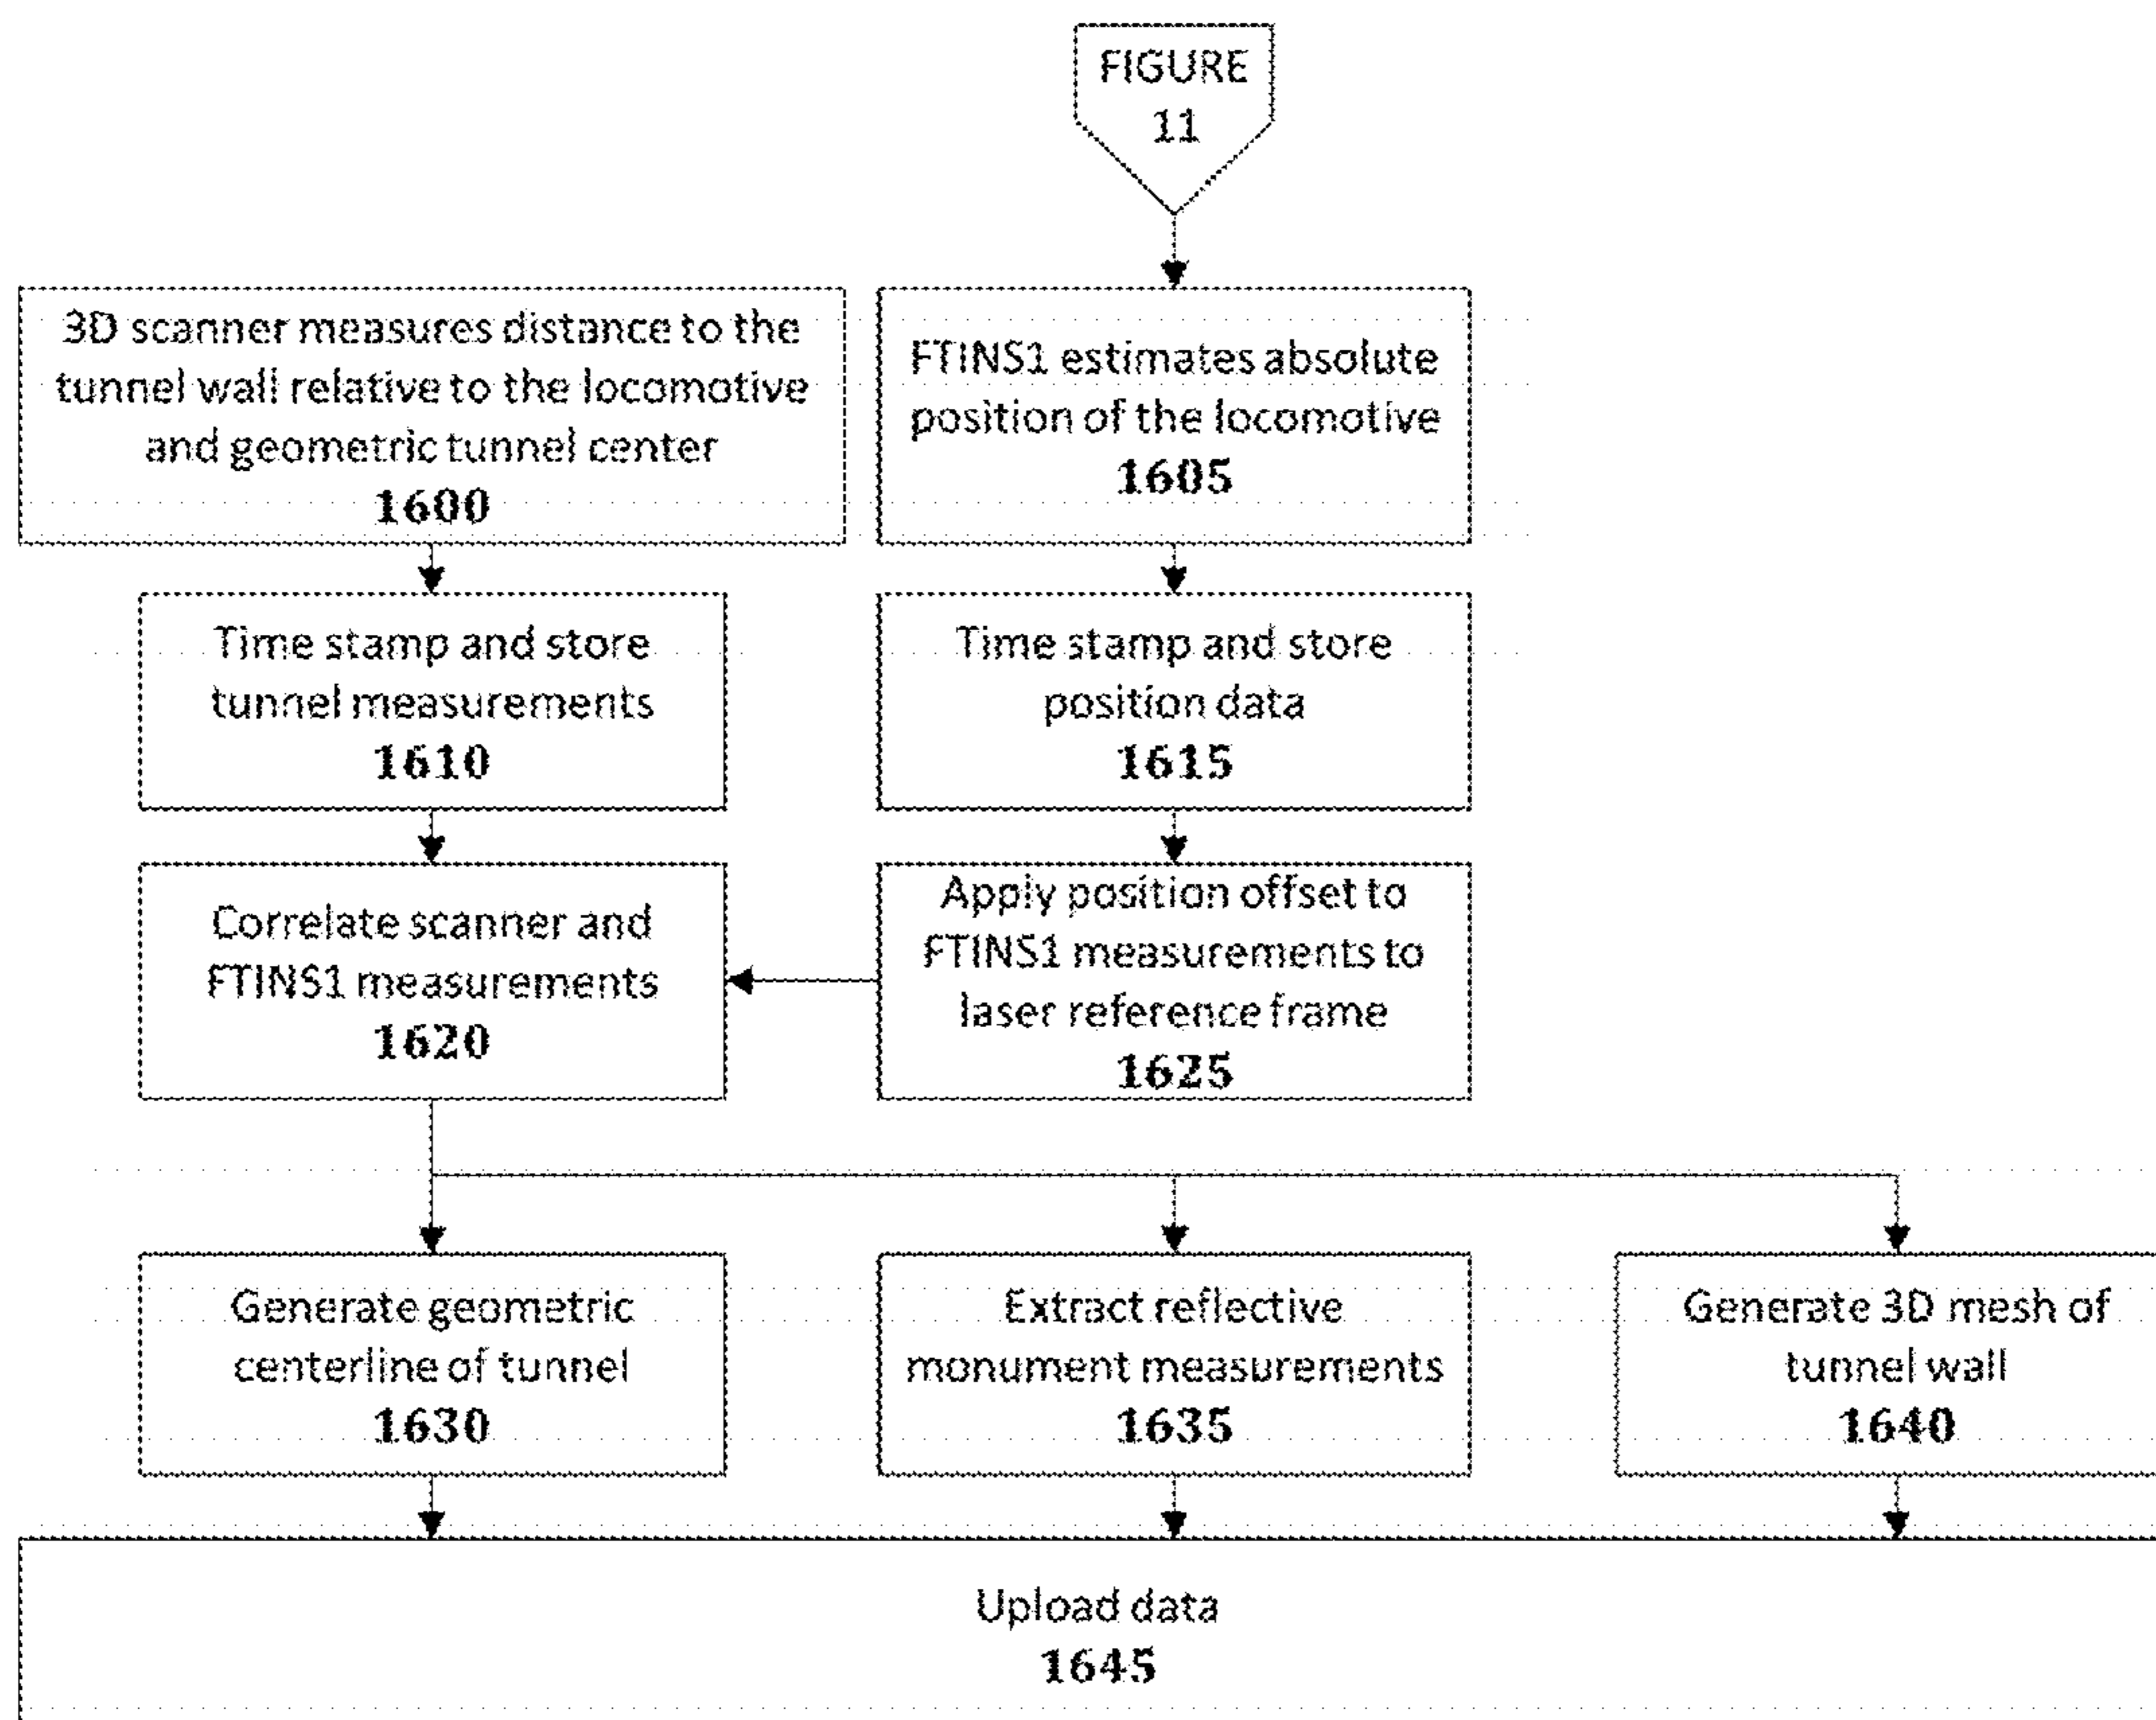 FIGURE
11
3D scanner measures distance to the
tunnel wall relative to the locomotive
and geometric tunnel center
1600
FTINS1 estimates absolute
position of the locomotive
1605
Time stamp and store
tunnel measurements
1610
Time stamp and store
position data
1615
Correlate scanner and
FTINS1 measurements
1620
Apply position offset to
FTINS1 measurements to
laser reference frame
1625
Generate geometric
centerline of tunnel
1630
Extract reflective
monument measurements
1635
Generate 3D mesh of
tunnel wall
1640
Upload data
1645